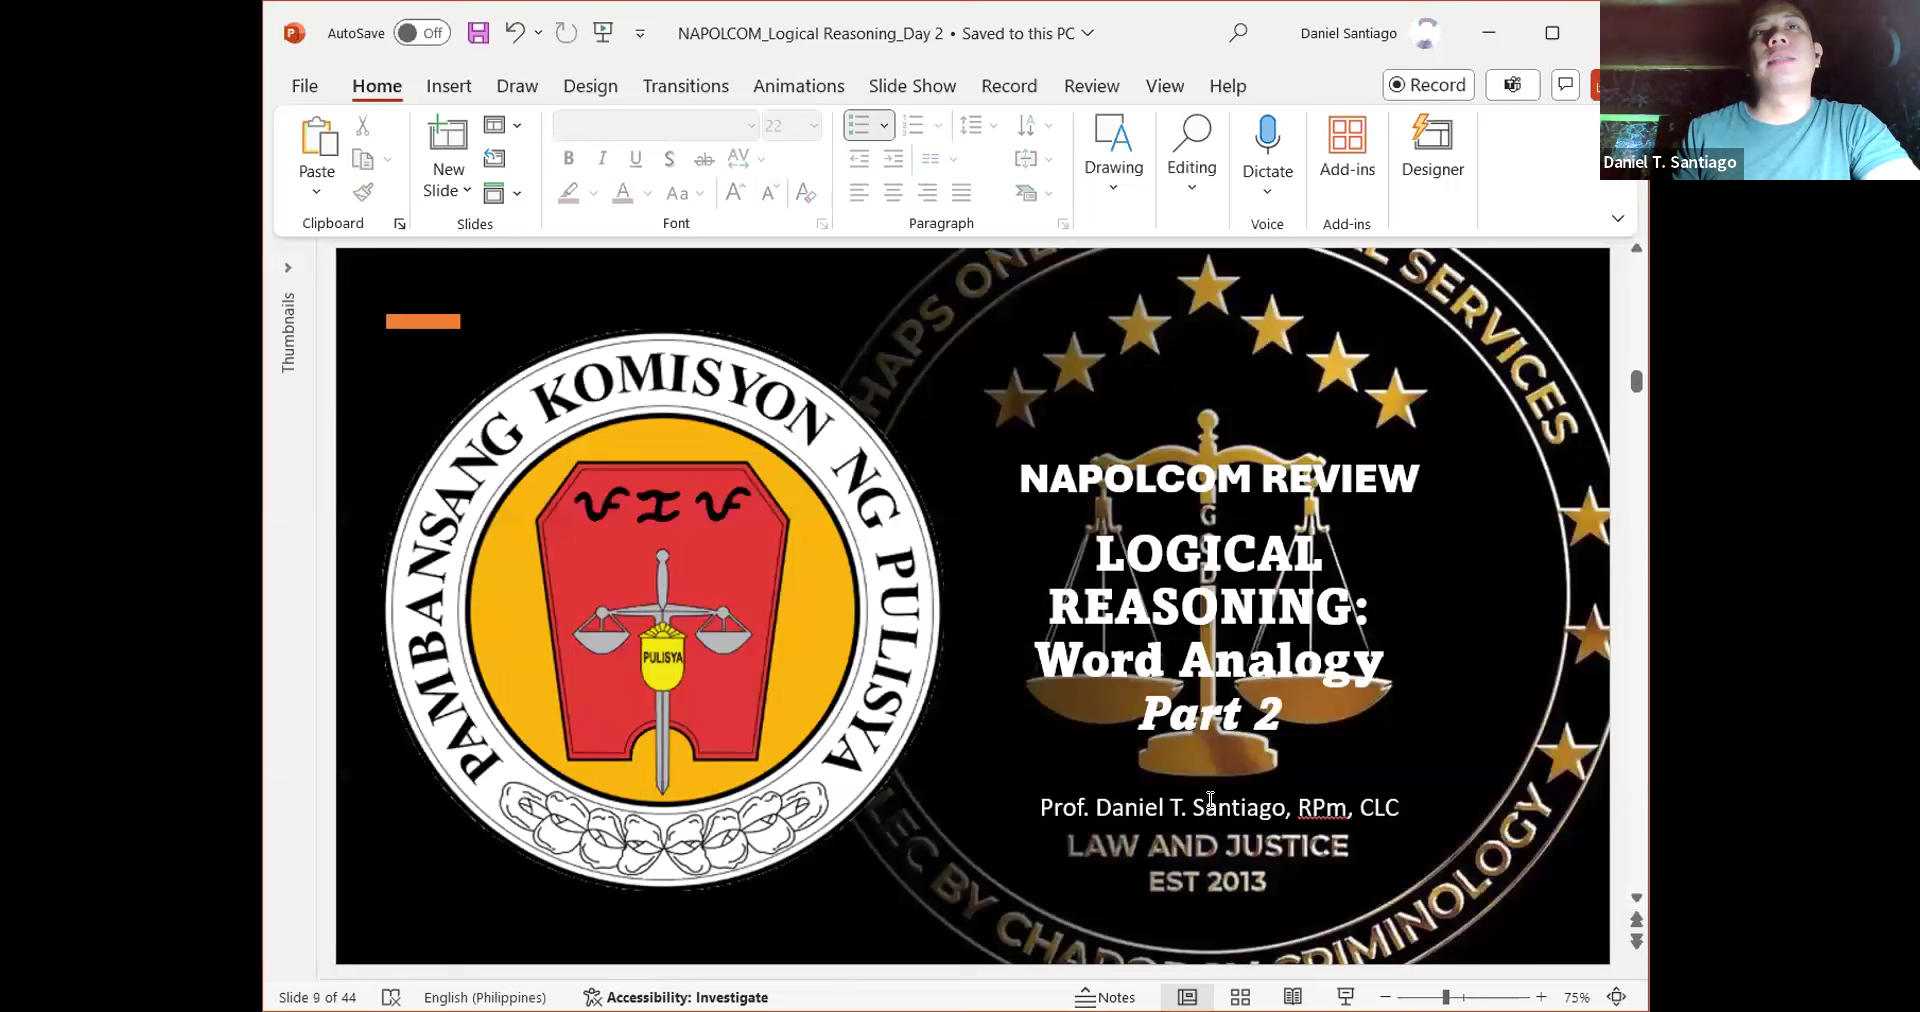 AutoSave Off NAPOLCOM_Logical Reasoning_Day 2 • Saved to this PC Daniel Santiago
File Home Insert Draw Design Transitions Animations Slide Show Record Review View Help Record
Paste
New
Slide
22
B I U S ab AV
A Aa A A A
Drawing
Editing
Dictate
Add-ins
Designer
Clipboard Slides Font Paragraph Voice Add-ins
Daniel T. Santiago
Thumbnails
PAMBANSANG KOMISYON NG PULISYA
PULISYA
SERVICES
NAPOLCOM REVIEW
LOGICAL
REASONING:
Word Analogy
Part 2
Prof. Daniel T. Santiago, RPm, CLC
LAW AND JUSTICE
EST 2013
Slide 9 of 44 English (Philippines) Accessibility: Investigate Notes 75%